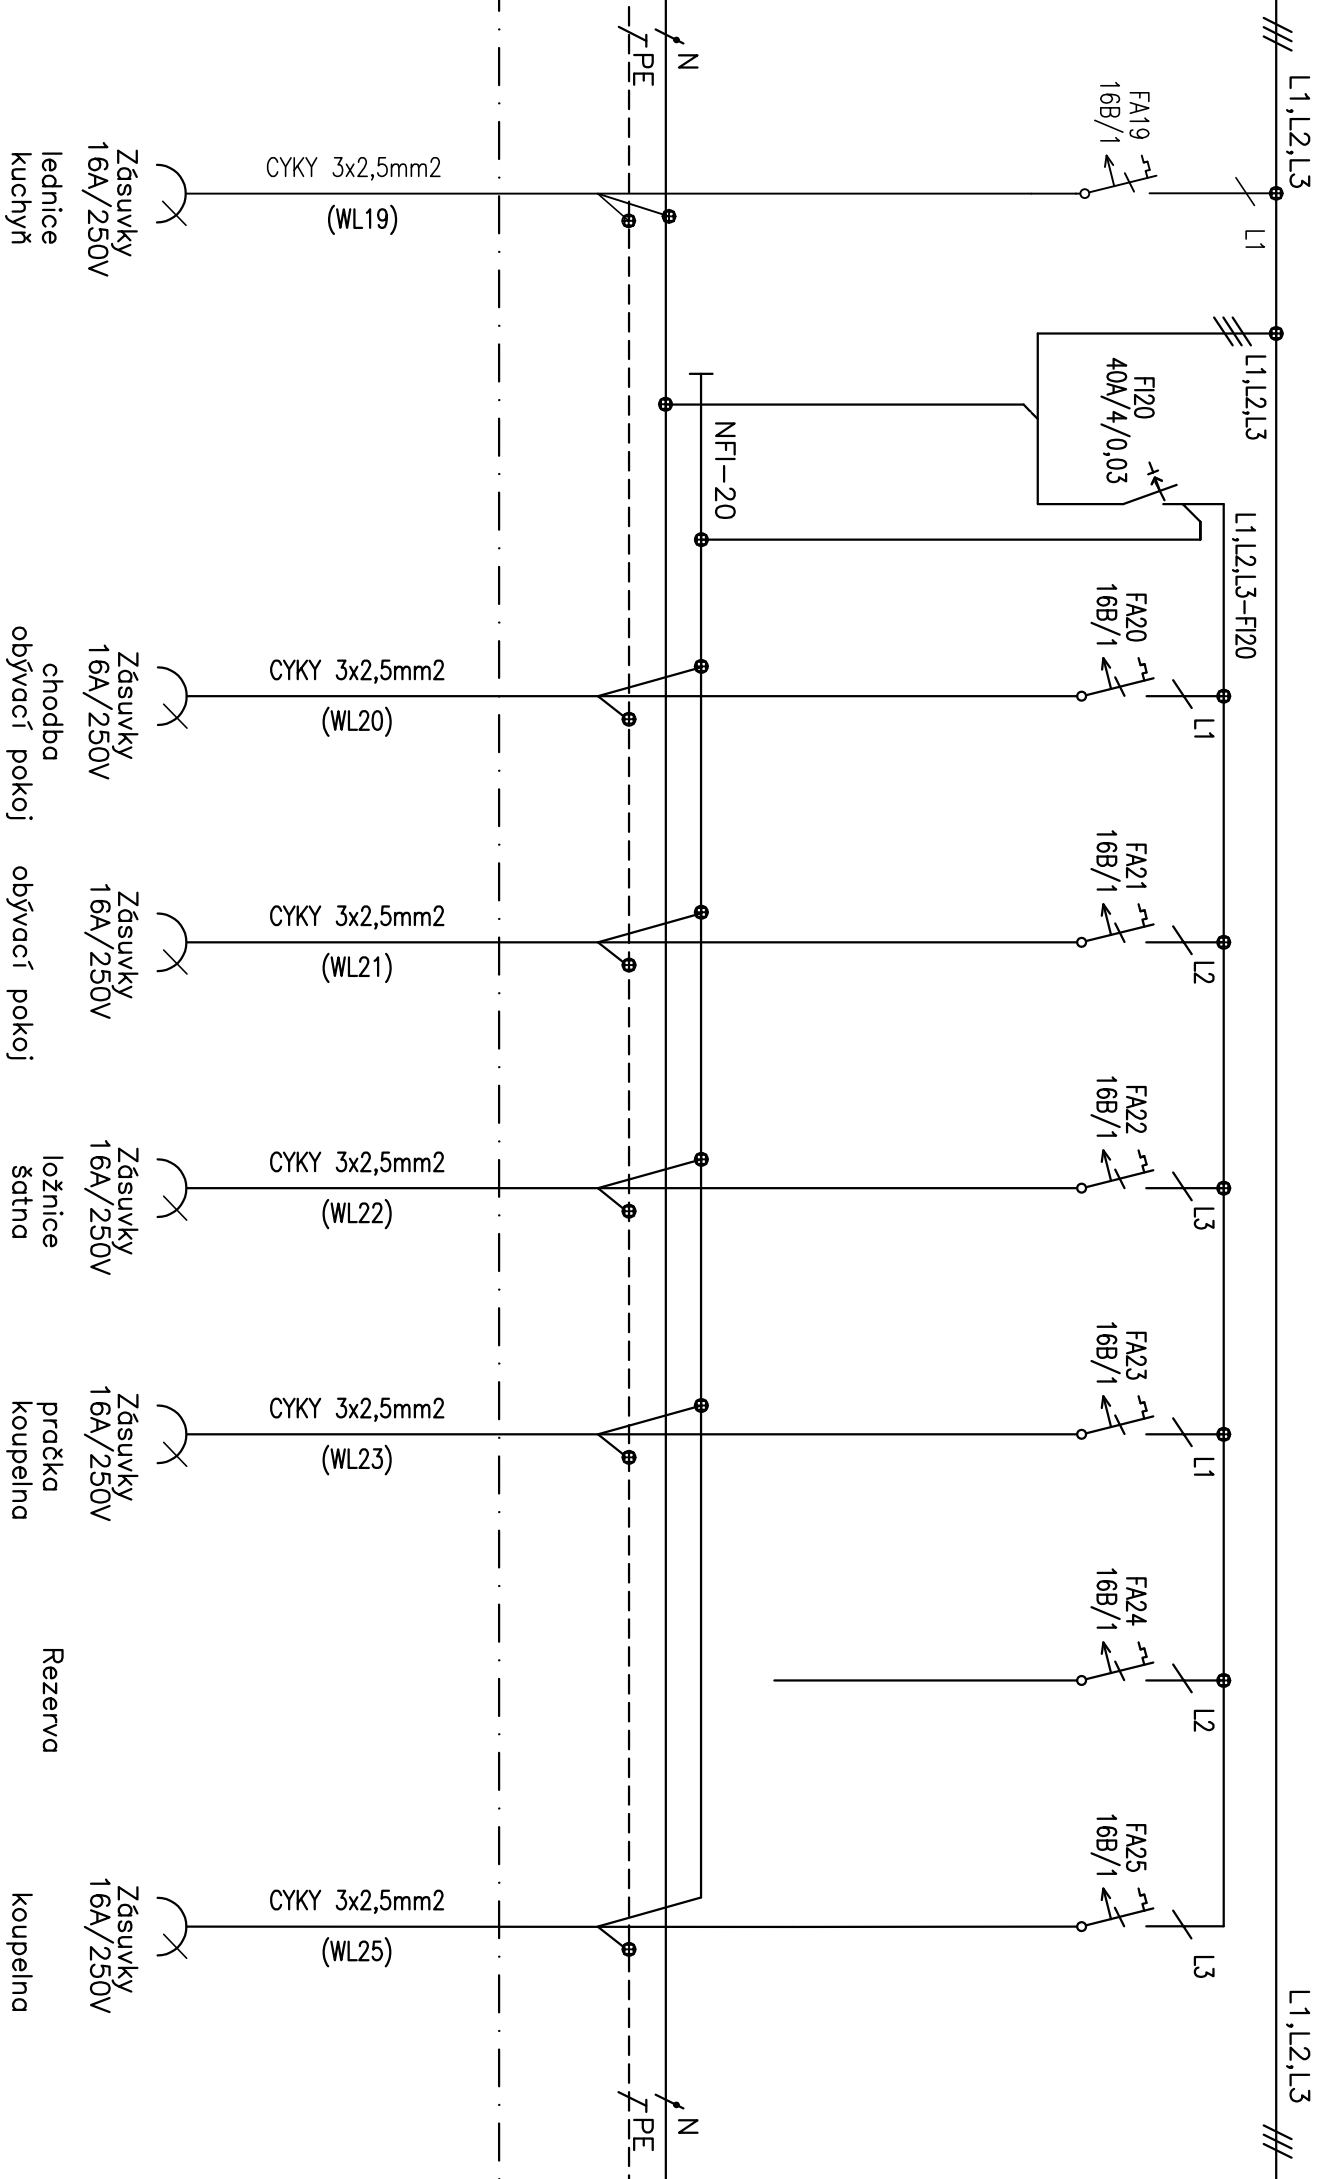 L1,L2,L3
L1,L2,L3
FA19
16B/1
L1
L1,L2,L3
FI20
40A/4/0,03
L1,L2,L3-FI20
FA20
16B/1
L1
FA21
16B/1
L2
FA22
16B/1
L3
FA23
16B/1
L1
FA24
16B/1
L2
FA25
16B/1
L3
NFI-20
N
PE
N
PE
CYKY 3x2,5mm2
(WL19)
CYKY 3x2,5mm2
(WL20)
CYKY 3x2,5mm2
(WL21)
CYKY 3x2,5mm2
(WL22)
CYKY 3x2,5mm2
(WL23)
CYKY 3x2,5mm2
(WL25)
Zásuvky
16A/250V
lednice
kuchyň
Zásuvky
16A/250V
chodba
obývací pokoj
Zásuvky
16A/250V
obývací pokoj
Zásuvky
16A/250V
ložnice
šatna
Zásuvky
16A/250V
pračka
koupelna
Rezerva
Zásuvky
16A/250V
koupelna